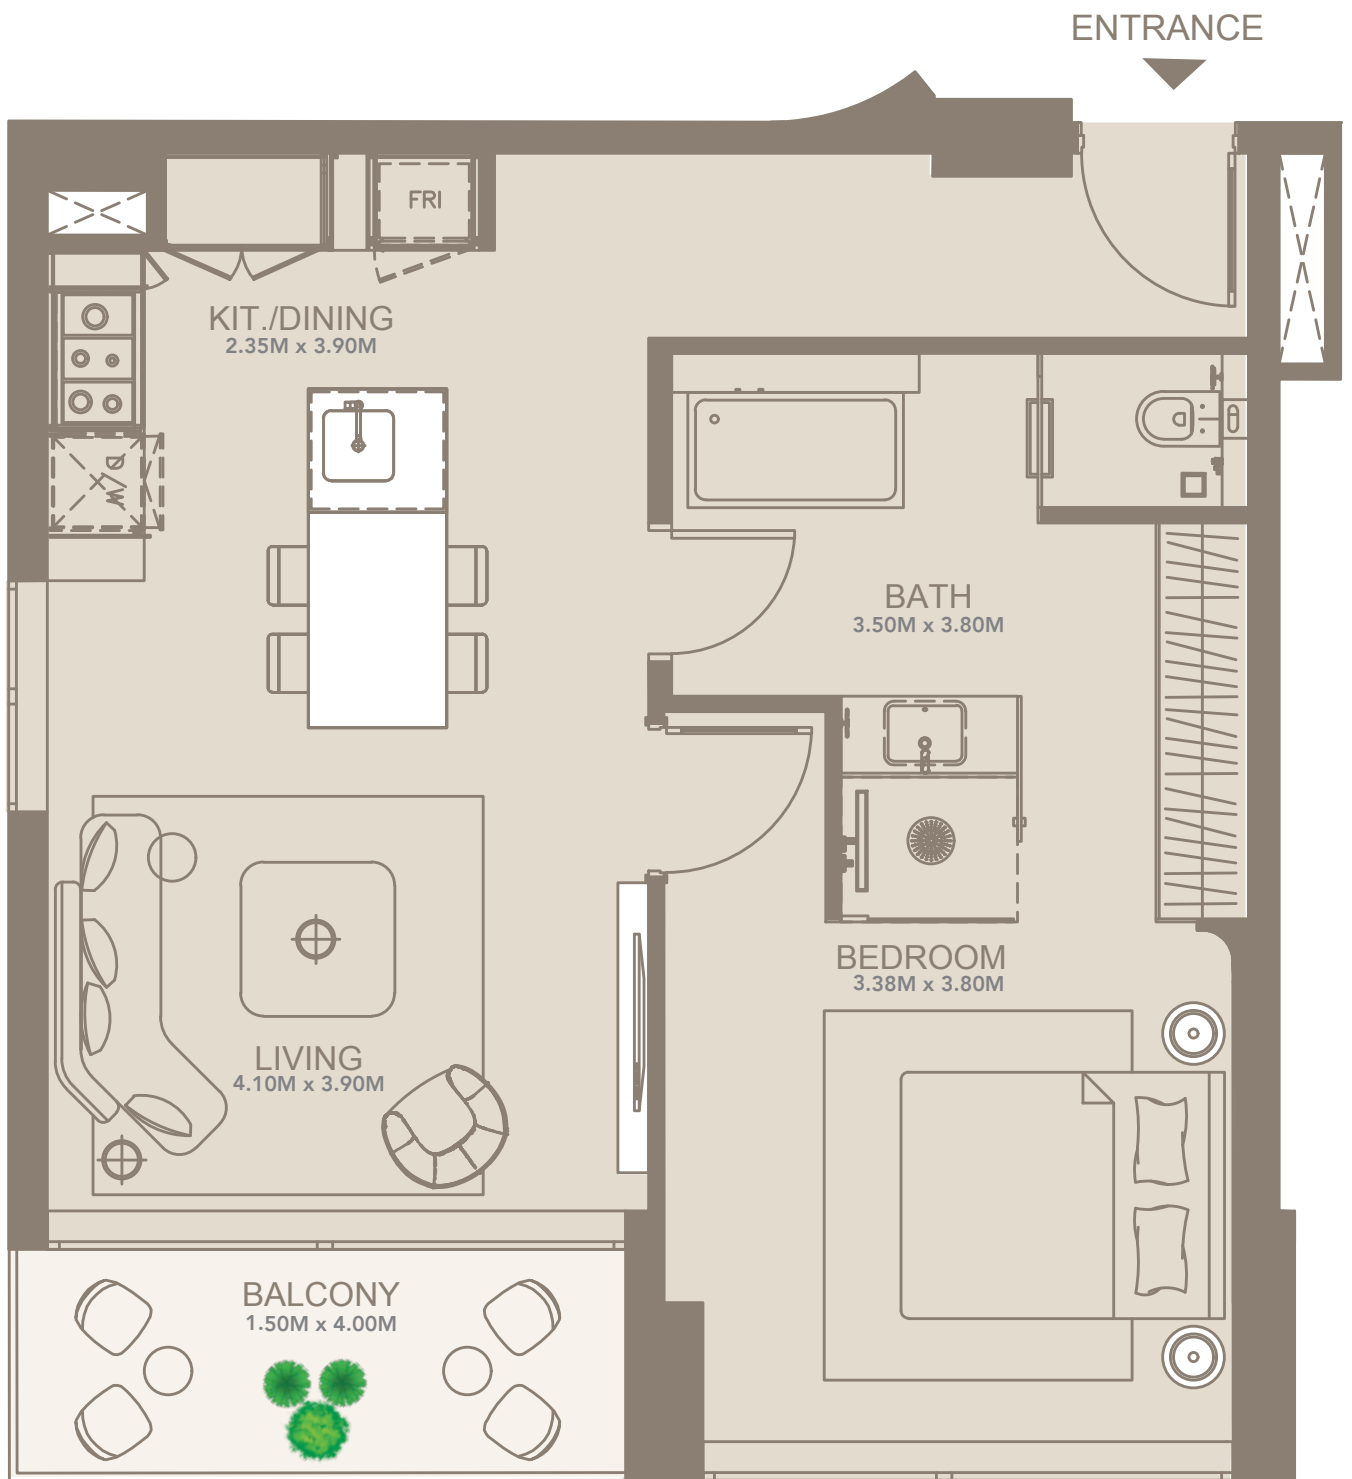 ENTRANCE
FRI
KIT./DINING
2.35M x 3.90M
D/W
BATH
3.50M x 3.80M
BEDROOM
3.38M x 3.80M
LIVING
4.10M x 3.90M
BALCONY
1.50M x 4.00M